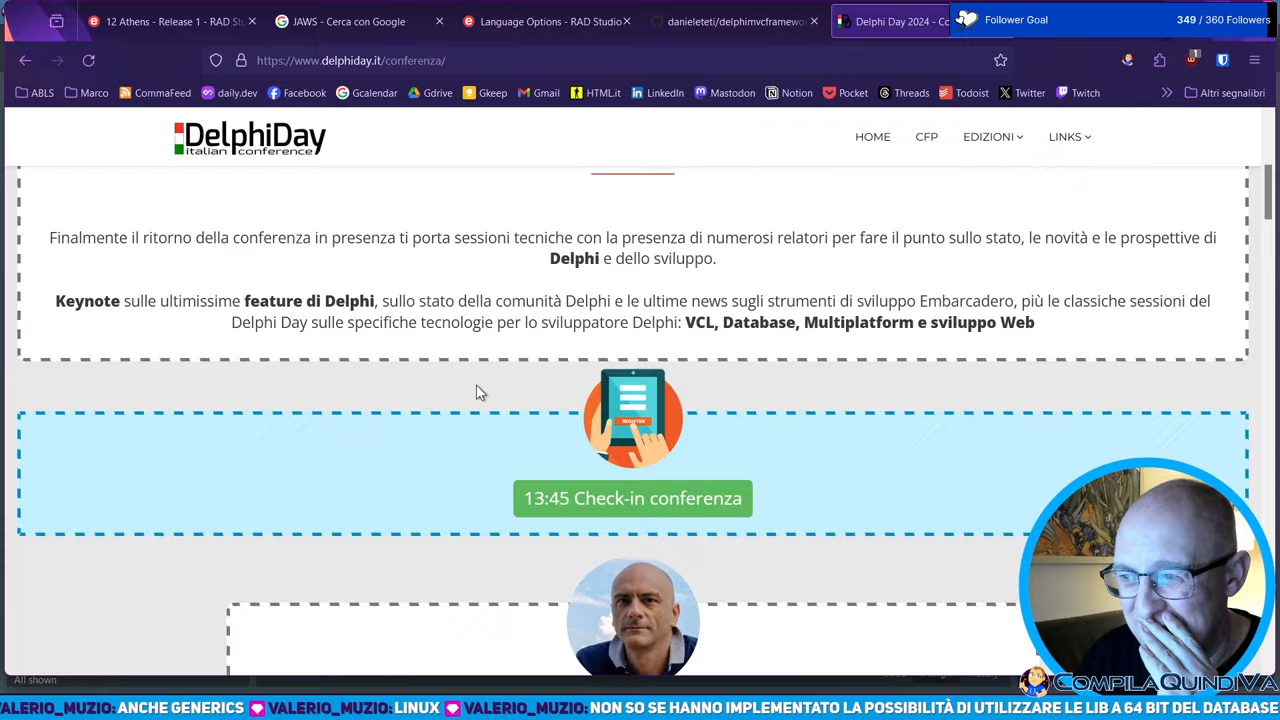 12 Athens - Release 1 - RAD Stu
JAWS - Cerca con Google
Language Options - RAD Studio
danieleteti/delphimvcframewo
Delphi Day 2024 - Co
Follower Goal
349 / 360 Followers
https://www.delphiday.it/conferenza/
1
ABLS
Marco
CommaFeed
daily.dev
Facebook
Gcalendar
Gdrive
Gkeep
Gmail
HTML.it
LinkedIn
Mastodon
Notion
Pocket
Threads
Todoist
Twitter
Twitch
Altri segnalibri
DelphiDay
italian conference
HOME
CFP
EDIZIONI
LINKS
Finalmente il ritorno della conferenza in presenza ti porta sessioni tecniche con la presenza di numerosi relatori per fare il punto sullo stato, le novità e le prospettive di
Delphi e dello sviluppo.
Keynote sulle ultimissime feature di Delphi, sullo stato della comunità Delphi e le ultime news sugli strumenti di sviluppo Embarcadero, più le classiche sessioni del
Delphi Day sulle specifiche tecnologie per lo sviluppatore Delphi: VCL, Database, Multiplatform e sviluppo Web
REGISTER
13:45 Check-in conferenza
All shown
COMPILAQUINDIVA
VALERIO_MUZIO: ANCHE GENERICS VALERIO_MUZIO: LINUX VALERIO_MUZIO: NON SO SE HANNO IMPLEMENTATO LA POSSIBILITÀ DI UTILIZZARE LE LIB A 64 BIT DEL DATABASE